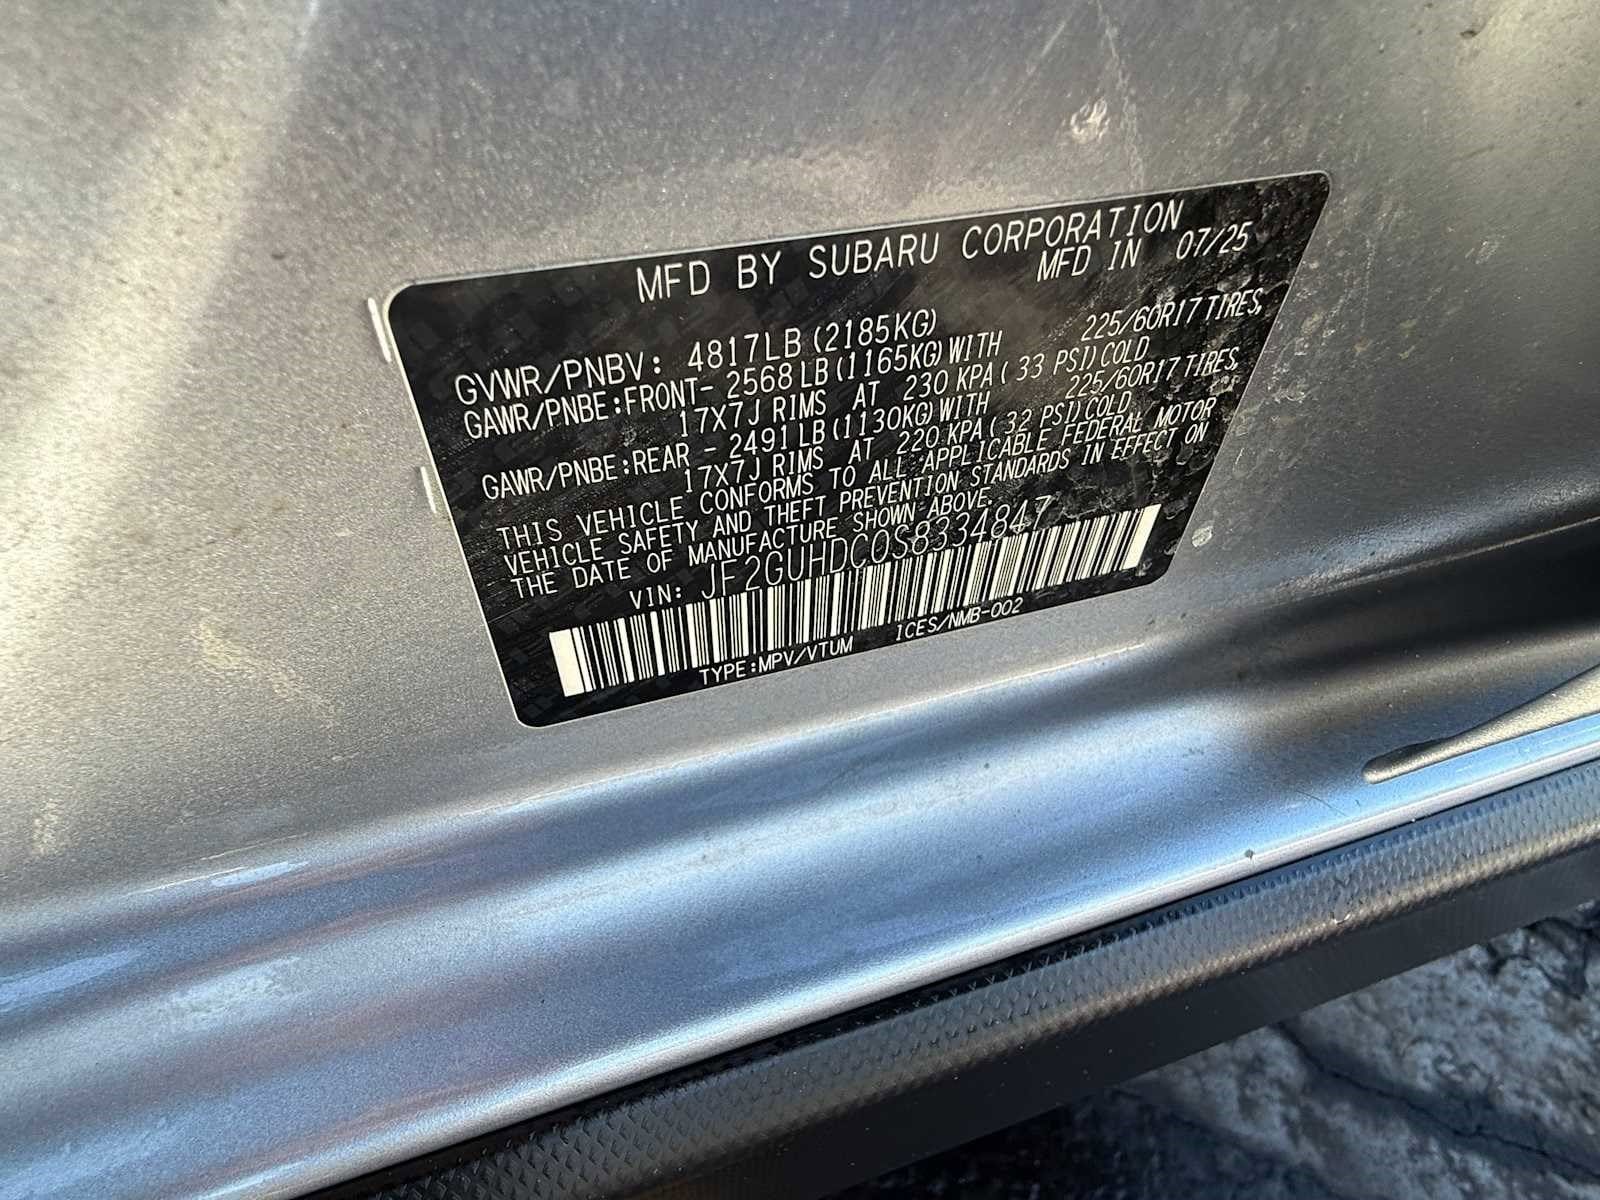 MFD BY SUBARU CORPORATION
MFD IN 07/25
GVWR/PNBV: 4817LB(2185KG)
GAWR/PNBE:FRONT- 2568LB(1165KG)WITH 225/60R17 TIRES,
17X7J RIMS AT 230 KPA( 33 PSI)COLD
GAWR/PNBE:REAR - 2491LB(1130KG)WITH 225/60R17 TIRES,
17X7J RIMS AT 220 KPA( 32 PSI)COLD
THIS VEHICLE CONFORMS TO ALL APPLICABLE FEDERAL MOTOR
VEHICLE SAFETY AND THEFT PREVENTION STANDARDS IN EFFECT ON
THE DATE OF MANUFACTURE SHOWN ABOVE.
VIN: JF2GUHDC0S8334847
TYPE:MPV/VTUM ICES/NMB-002